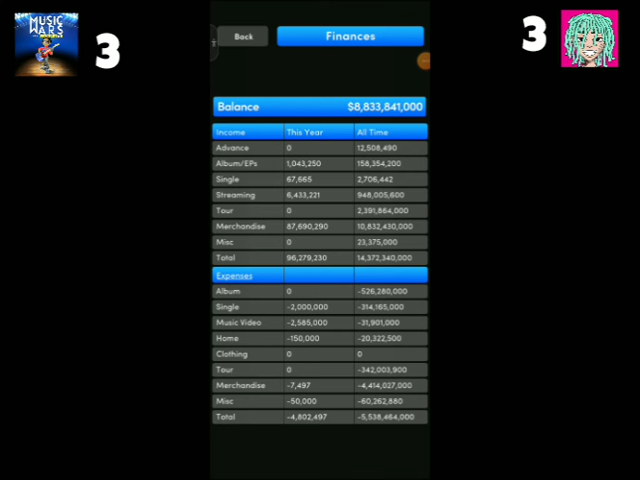 MUSIC
WARS
3
3
Back
Finances
Balance $8,833,841,000
Income This Year All Time
Advance 0 12,508,490
Album/EPs 1,043,250 158,354,200
Single 67,665 2,706,442
Streaming 6,433,221 948,005,600
Tour 0 2,391,864,000
Merchandise 87,690,290 10,832,430,000
Misc 0 23,375,000
Total 96,279,230 14,372,340,000
Expenses
Album 0 -526,280,000
Single -2,000,000 -314,165,000
Music Video -2,585,000 -31,901,000
Home -150,000 -20,322,500
Clothing 0 0
Tour 0 -342,003,900
Merchandise -7,497 -4,414,027,000
Misc -50,000 -60,262,880
Total -4,802,497 -5,538,464,000